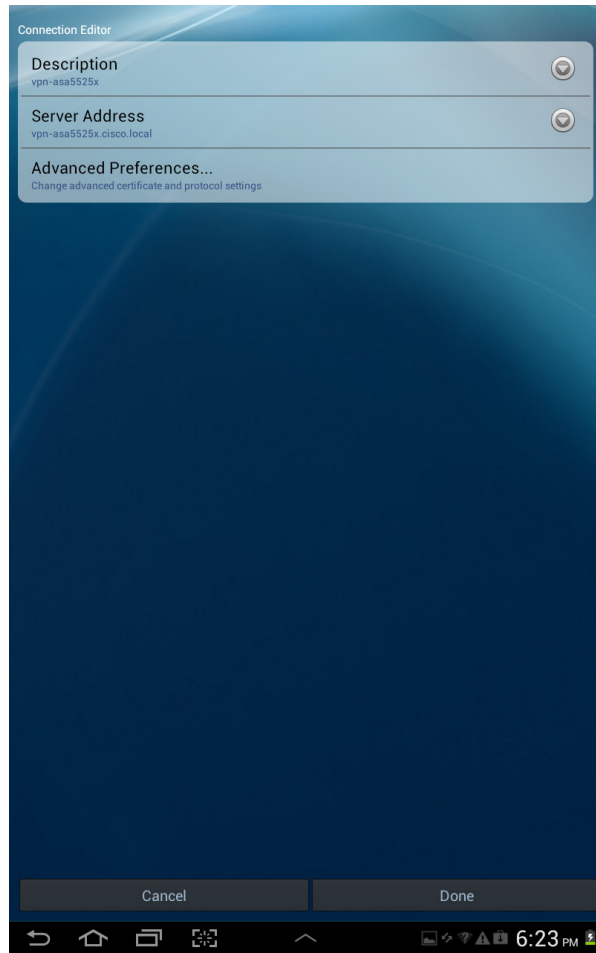 Connection Editor
Description
vpn-asa5525x
Server Address
vpn-asa5525x.cisco.local
Advanced Preferences...
Change advanced certificate and protocol settings
Cancel Done
6:23 PM